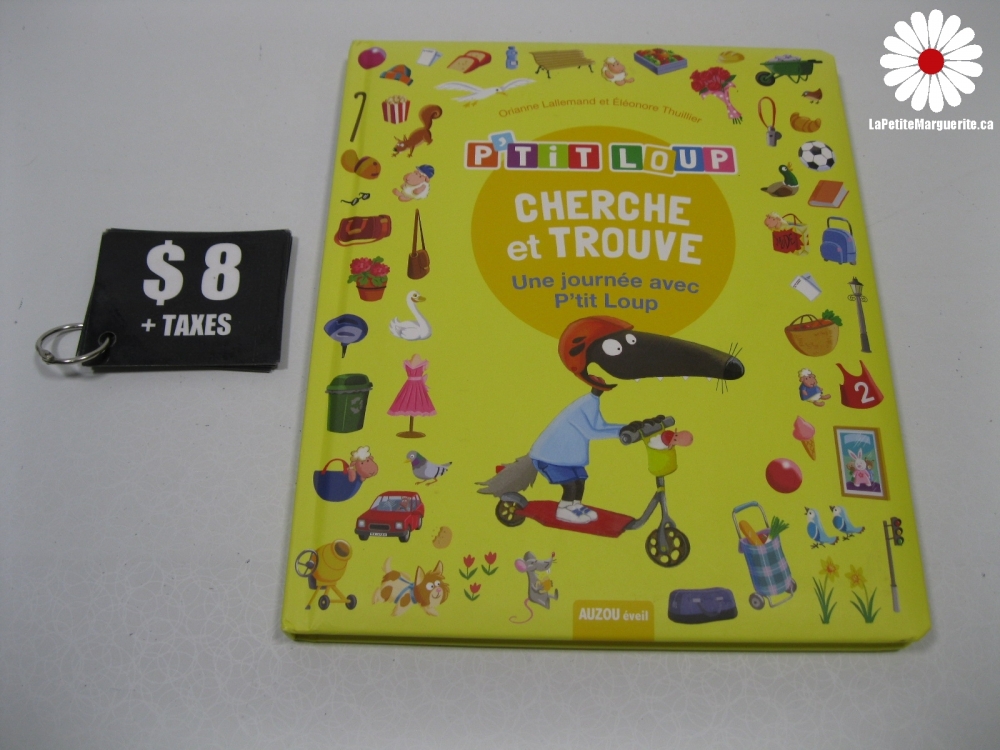 LaPetiteMarguerite.ca
Orianne Lallemand et Éléonore Thuillier
P'TiT LOUP
CHERCHE
et TROUVE
Une journée avec
P'tit Loup
$ 8
+ TAXES
2
AUZOU éveil